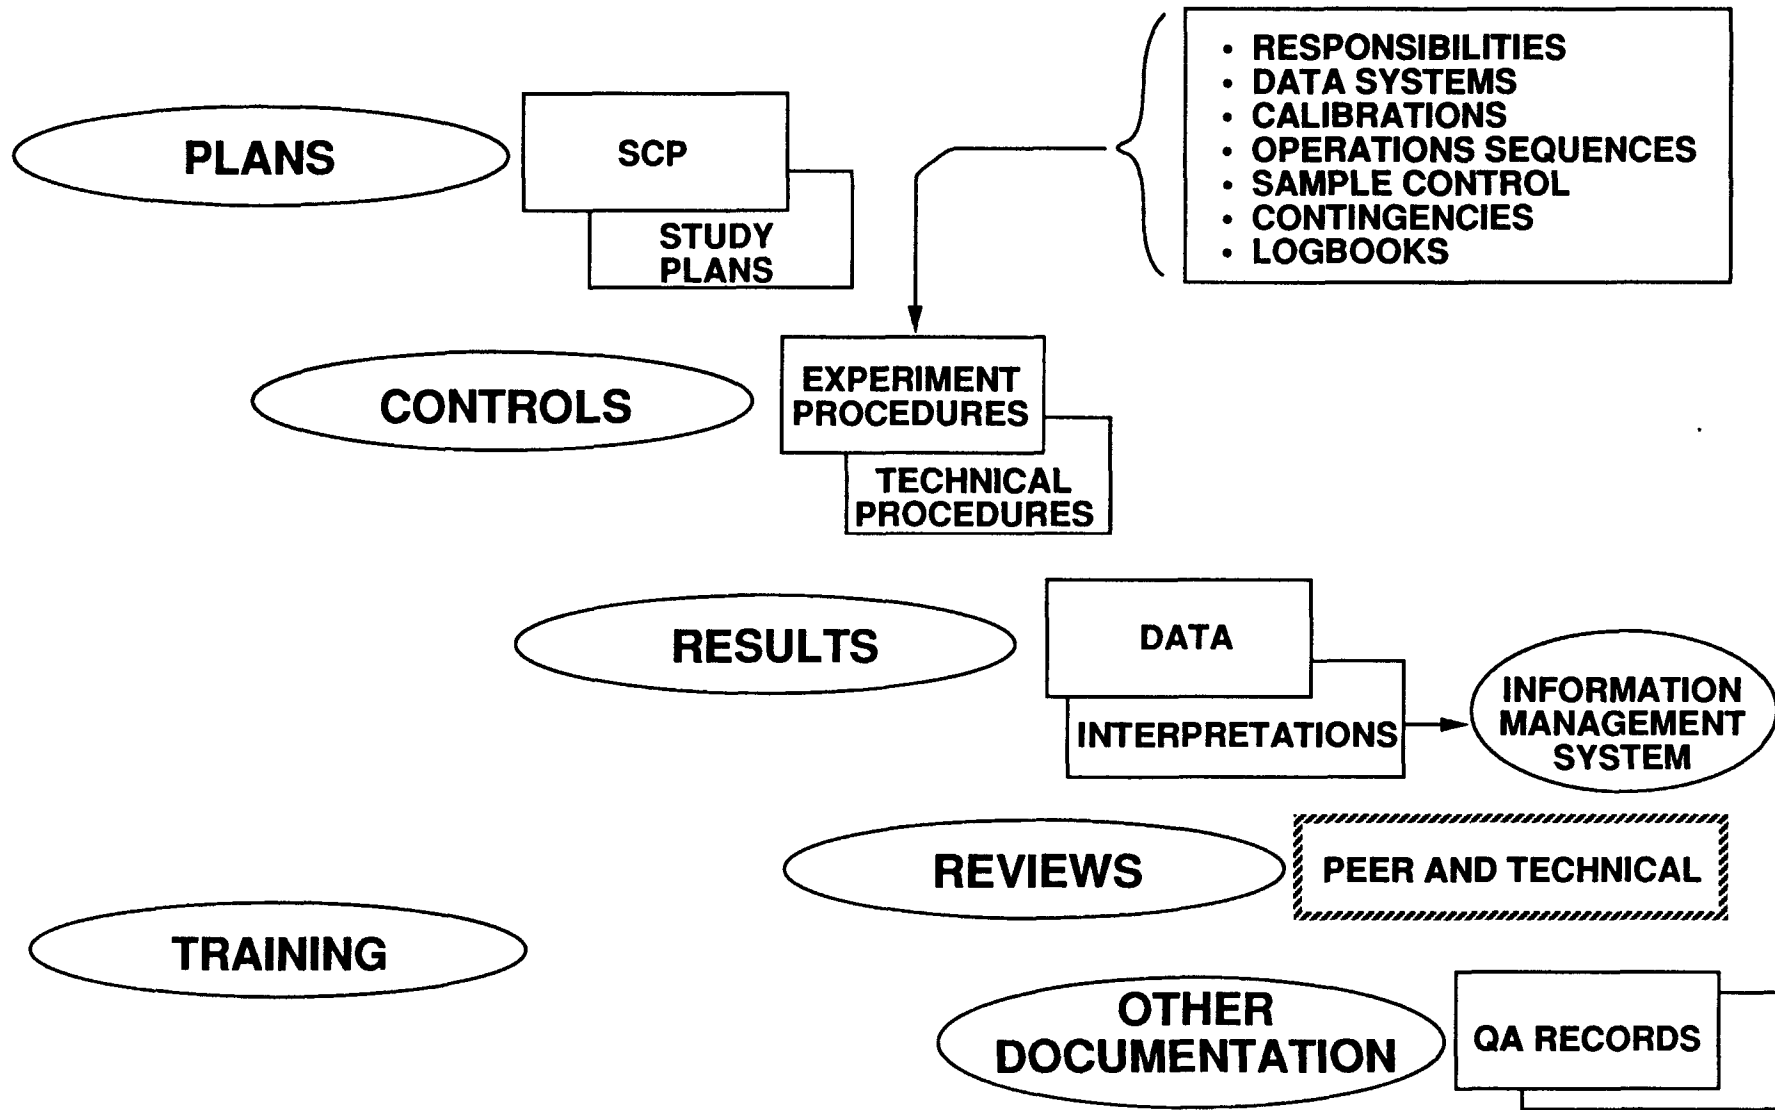 • RESPONSIBILITIES
• DATA SYSTEMS
• CALIBRATIONS
• OPERATIONS SEQUENCES
• SAMPLE CONTROL
• CONTINGENCIES
• LOGBOOKS
PLANS
SCP
STUDY
PLANS
CONTROLS
EXPERIMENT
PROCEDURES
TECHNICAL
PROCEDURES
RESULTS
DATA
INTERPRETATIONS
INFORMATION
MANAGEMENT
SYSTEM
REVIEWS
PEER AND TECHNICAL
TRAINING
OTHER
DOCUMENTATION
QA RECORDS